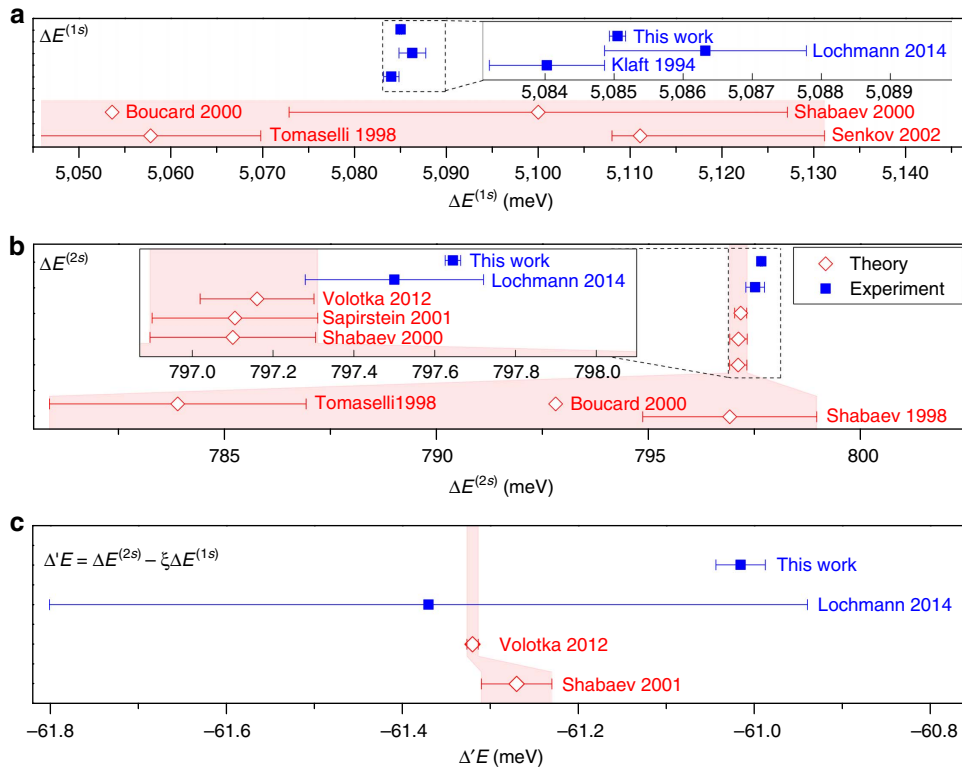 a
ΔE(1s)
This work
Lochmann 2014
Klaft 1994
5,084 5,085 5,086 5,087 5,088 5,089
Boucard 2000
Shabaev 2000
Tomaselli 1998
Senkov 2002
5,050 5,060 5,070 5,080 5,090 5,100 5,110 5,120 5,130 5,140
ΔE(1s) (meV)
b
ΔE(2s)
This work
Lochmann 2014
Volotka 2012
Sapirstein 2001
Shabaev 2000
797.0 797.2 797.4 797.6 797.8 798.0
Theory
Experiment
Tomaselli1998
Boucard 2000
Shabaev 1998
785 790 795 800
ΔE(2s) (meV)
c
Δ'E = ΔE(2s) – ξΔE(1s)
This work
Lochmann 2014
Volotka 2012
Shabaev 2001
–61.8 –61.6 –61.4 –61.2 –61.0 –60.8
Δ'E (meV)